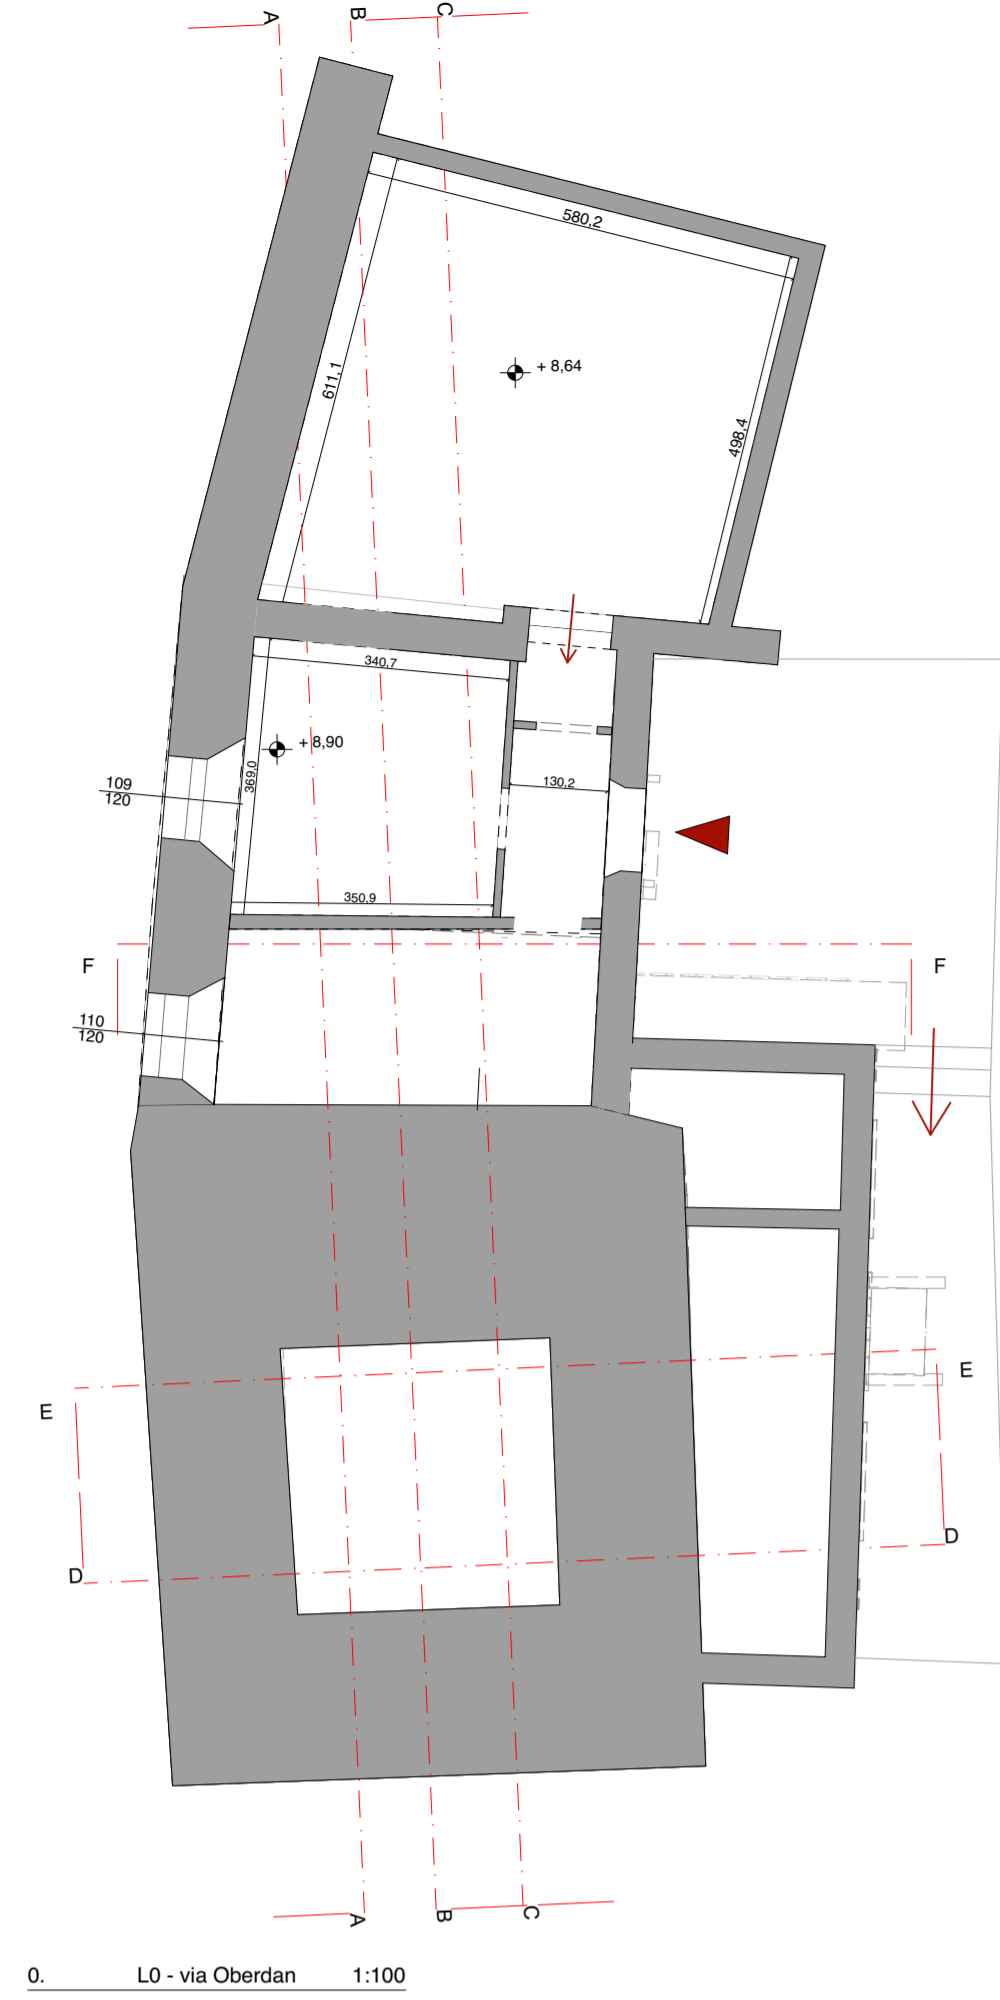 A B C
580,2
611,1
+ 8,64
498,4
340,7
+ 8,90
369,0
109
120
130,2
350,9
F F
110
120
E E
D D
A B C
0. L0 - via Oberdan 1:100